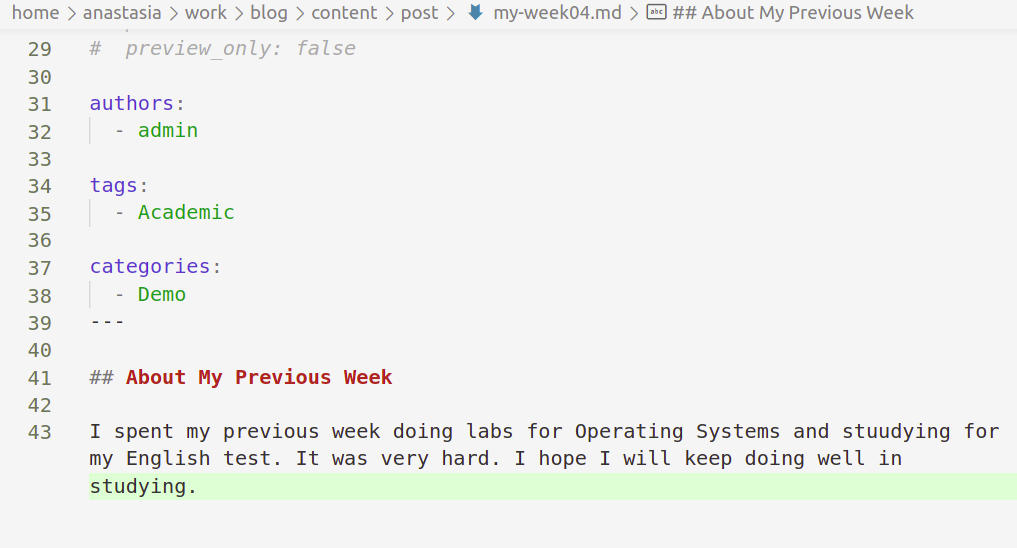 home > anastasia > work > blog > content > post > my-week04.md > abc ## About My Previous Week
29 # preview_only: false
30
31 authors:
32 - admin
33
34 tags:
35 - Academic
36
37 categories:
38 - Demo
39 ---
40
41 ## About My Previous Week
42
43 I spent my previous week doing labs for Operating Systems and stuudying for
my English test. It was very hard. I hope I will keep doing well in
studying.